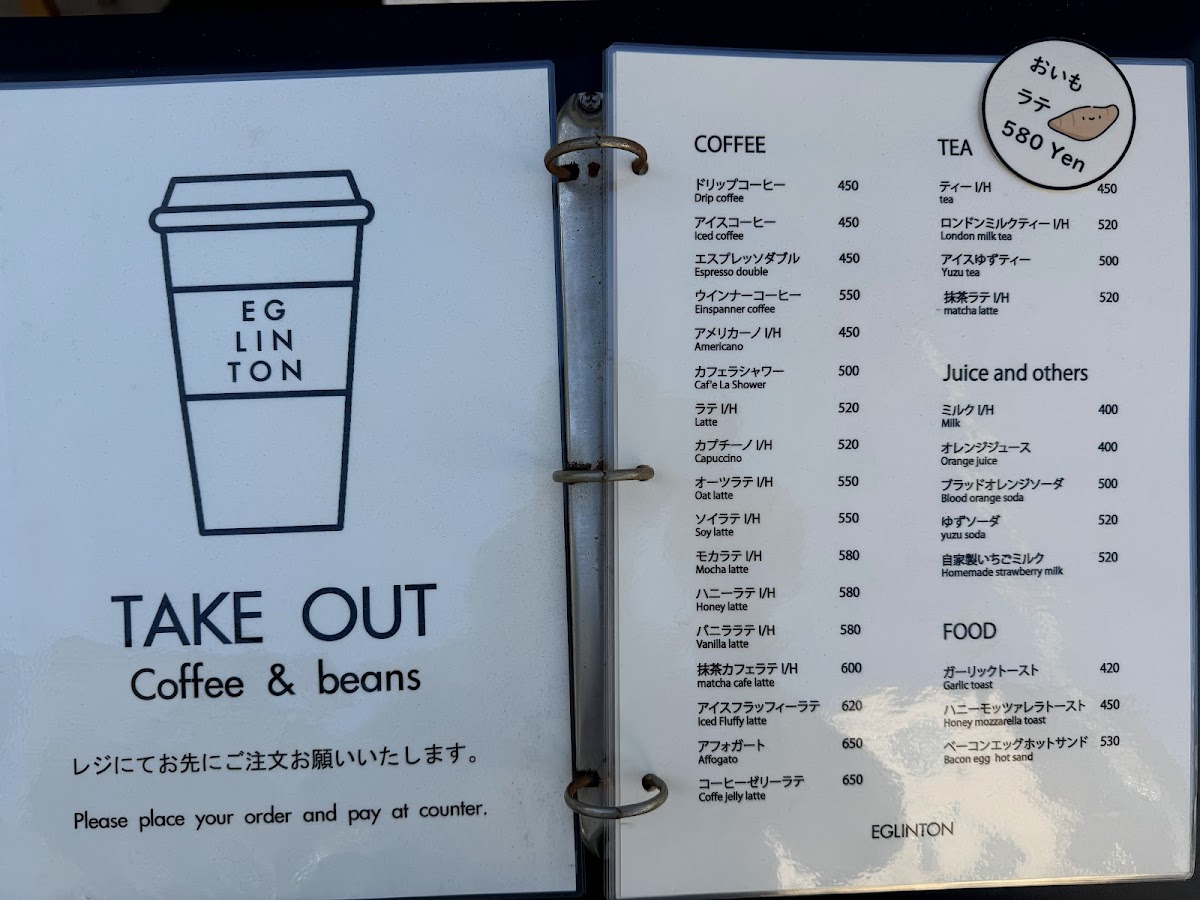 EG
LIN
TON
TAKE OUT
Coffee & beans
レジにてお先にご注文お願いいたします。
Please place your order and pay at counter.
COFFEE
ドリップコーヒー 450
Drip coffee
アイスコーヒー 450
Iced coffee
エスプレッソダブル 450
Espresso double
ウインナーコーヒー 550
Einspanner coffee
アメリカーノ I/H 450
Americano
カフェラシャワー 500
Caf'e La Shower
ラテ I/H 520
Latte
カプチーノ I/H 520
Capuccino
オーツラテ I/H 550
Oat latte
ソイラテ I/H 550
Soy latte
モカラテ I/H 580
Mocha latte
ハニーラテ I/H 580
Honey latte
バニララテ I/H 580
Vanilla latte
抹茶カフェラテ I/H 600
matcha cafe latte
アイスフラッフィーラテ 620
Iced Fluffy latte
アフォガート 650
Affogato
コーヒーゼリーラテ 650
Coffe Jelly latte
おいも
ラテ
580 Yen
TEA
ティー I/H 450
tea
ロンドンミルクティー I/H 520
London milk tea
アイスゆずティー 500
Yuzu tea
抹茶ラテ I/H 520
matcha latte
Juice and others
ミルク I/H 400
Milk
オレンジジュース 400
Orange juice
ブラッドオレンジソーダ 500
Blood orange soda
ゆずソーダ 520
yuzu soda
自家製いちごミルク 520
Homemade strawberry milk
FOOD
ガーリックトースト 420
Garlic toast
ハニーモッツァレラトースト 450
Honey mozzarella toast
ベーコンエッグホットサンド 530
Bacon egg hot sand
EGLINTON